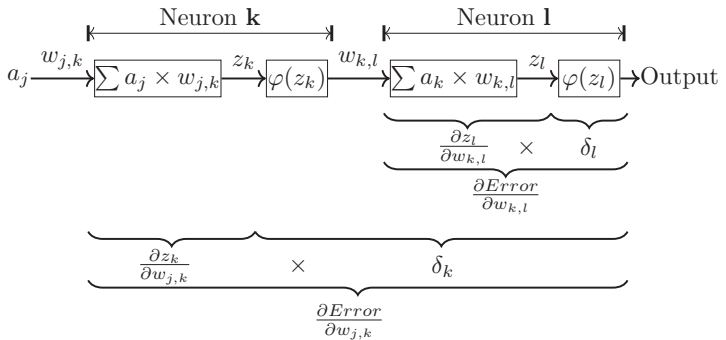 Neuron k Neuron l
a_j w_{j,k} ∑ a_j × w_{j,k} z_k φ(z_k) w_{k,l} ∑ a_k × w_{k,l} z_l φ(z_l) Output
∂z_l/∂w_{k,l} × δ_l
∂Error/∂w_{k,l}
∂z_k/∂w_{j,k} × δ_k
∂Error/∂w_{j,k}